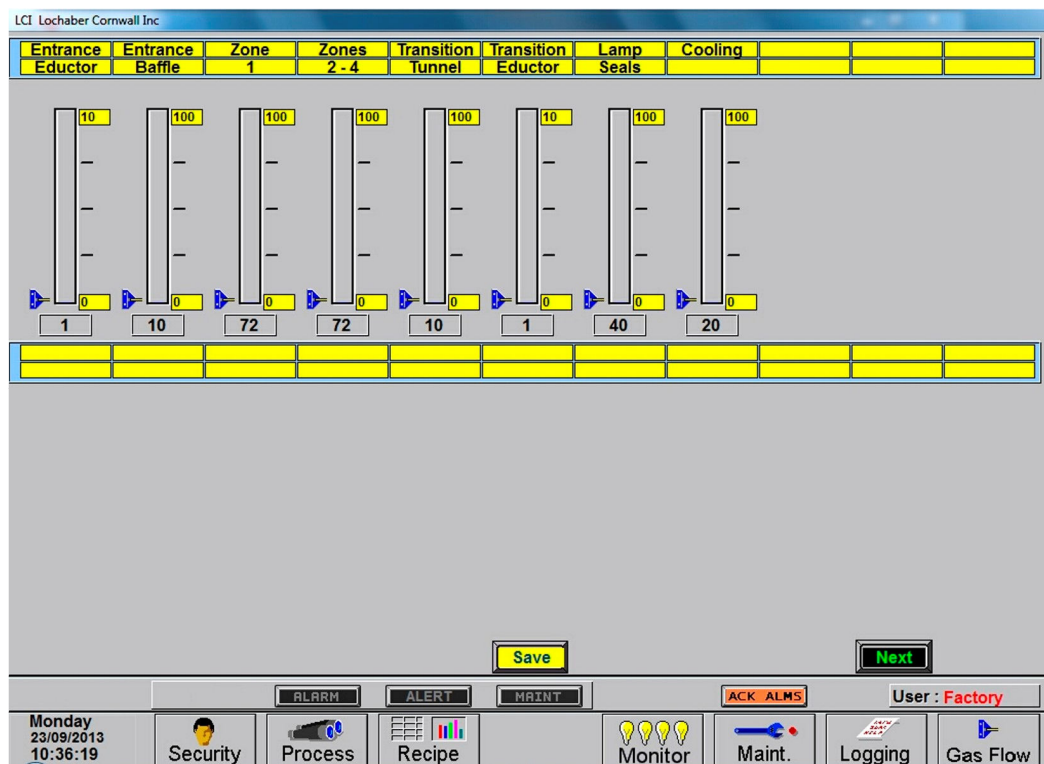 LCI Lochaber Cornwall Inc
Entrance Entrance Zone Zones Transition Transition Lamp Cooling
Eductor Baffle 1 2 - 4 Tunnel Eductor Seals
10 100 100 100 100 10 100 100
0 0 0 0 0 0 0 0
1 10 72 72 10 1 40 20
Save Next
ALARM ALERT MAINT ACK ALMS User : Factory
Monday
23/09/2013
10:36:19 Security Process Recipe Monitor Maint. Logging Gas Flow